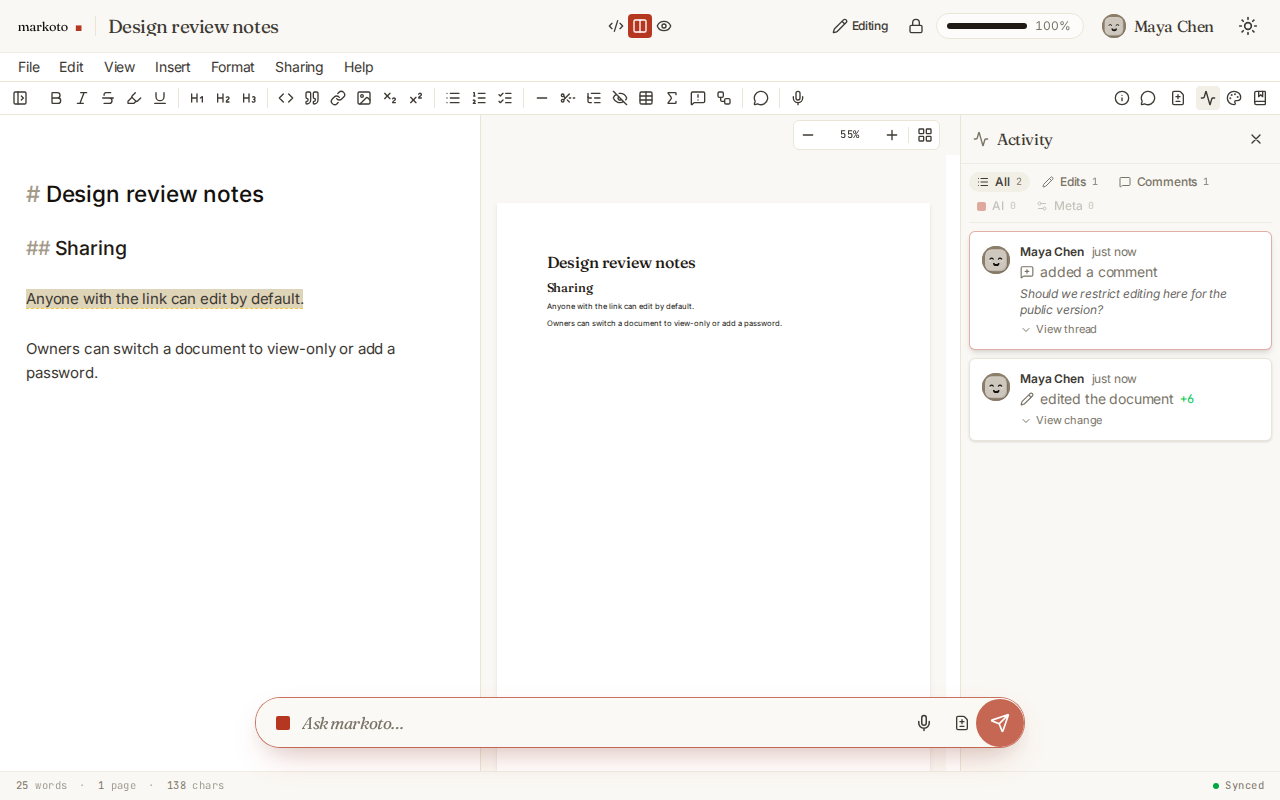 markoto
Design review notes
Editing
100%
Maya Chen
File Edit View Insert Format Sharing Help
H1 H2 H3
X2 X2
55%
# Design review notes
## Sharing
Anyone with the link can edit by default.
Owners can switch a document to view-only or add a
password.
Design review notes
Sharing
Anyone with the link can edit by default.
Owners can switch a document to view-only or add a password.
Activity
All 2 Edits 1 Comments 1
AI 0 Meta 0
Maya Chen just now
added a comment
Should we restrict editing here for the
public version?
View thread
Maya Chen just now
edited the document +6
View change
Ask markoto...
25 words · 1 page · 138 chars
Synced